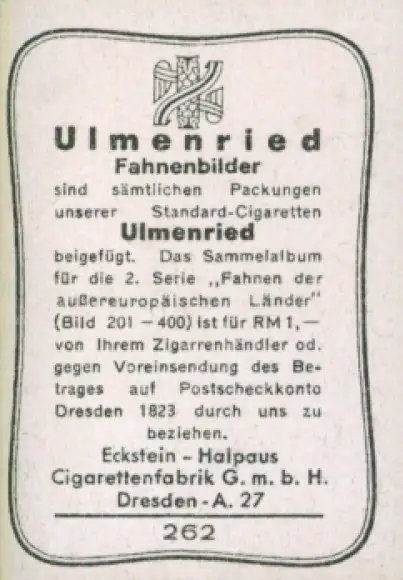 Ulmenried
Fahnenbilder
sind sämtlichen Packungen
unserer Standard-Cigaretten
Ulmenried
beigefügt. Das Sammelalbum
für die 2. Serie „Fahnen der
außereuropäischen Länder"
(Bild 201 – 400) ist für RM 1,—
von Ihrem Zigarrenhändler od.
gegen Voreinsendung des Be-
trages auf Postscheckkonto
Dresden 1823 durch uns zu
beziehen.
Eckstein - Halpaus
Cigarettenfabrik G. m. b. H.
Dresden - A. 27
262